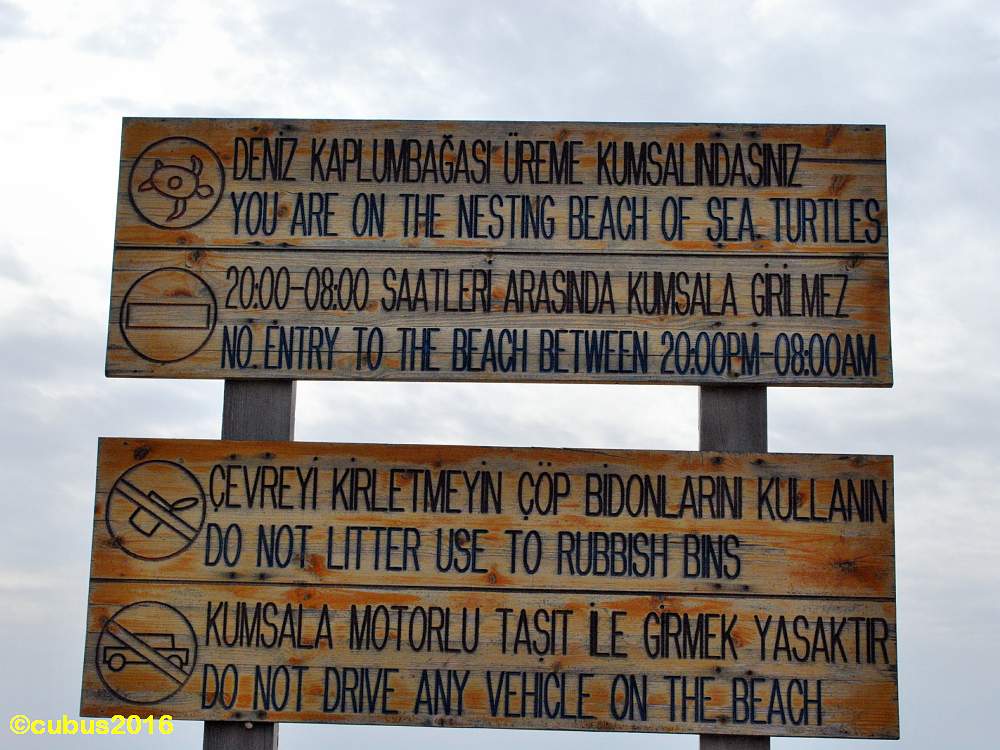 DENİZ KAPLUMBAĞASI ÜREME KUMSALINDASINIZ
YOU ARE ON THE NESTING BEACH OF SEA TURTLES
20:00-08:00 SAATLERİ ARASINDA KUMSALA GİRİLMEZ
NO ENTRY TO THE BEACH BETWEEN 20:00PM-08:00AM
ÇEVREYİ KIRLETMEYİN ÇÖP BİDONLARINI KULLANIN
DO NOT LITTER USE TO RUBBISH BINS
KUMSALA MOTORLU TAŞIT İLE GİRMEK YASAKTIR
DO NOT DRIVE ANY VEHICLE ON THE BEACH
©cubus2016